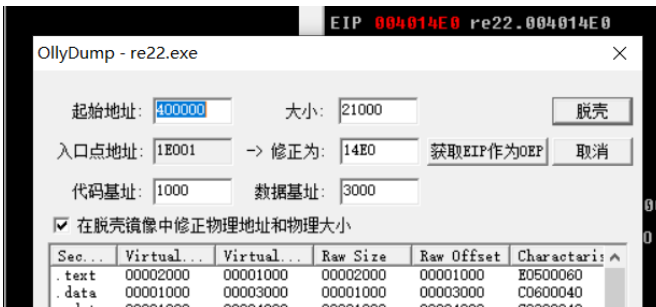 EIP 004014E0 re22.004014E0
OllyDump - re22.exe
起始地址: 400000 大小: 21000 脱壳
入口点地址: 1E001 -> 修正为: 14E0 获取EIP作为OEP 取消
代码基址: 1000 数据基址: 3000
在脱壳镜像中修正物理地址和物理大小
Sec... Virtual... Virtual... Raw Size Raw Offset Charactari:
.text 00002000 00001000 00002000 00001000 E0500060
.data 00001000 00003000 00001000 00003000 C0600040